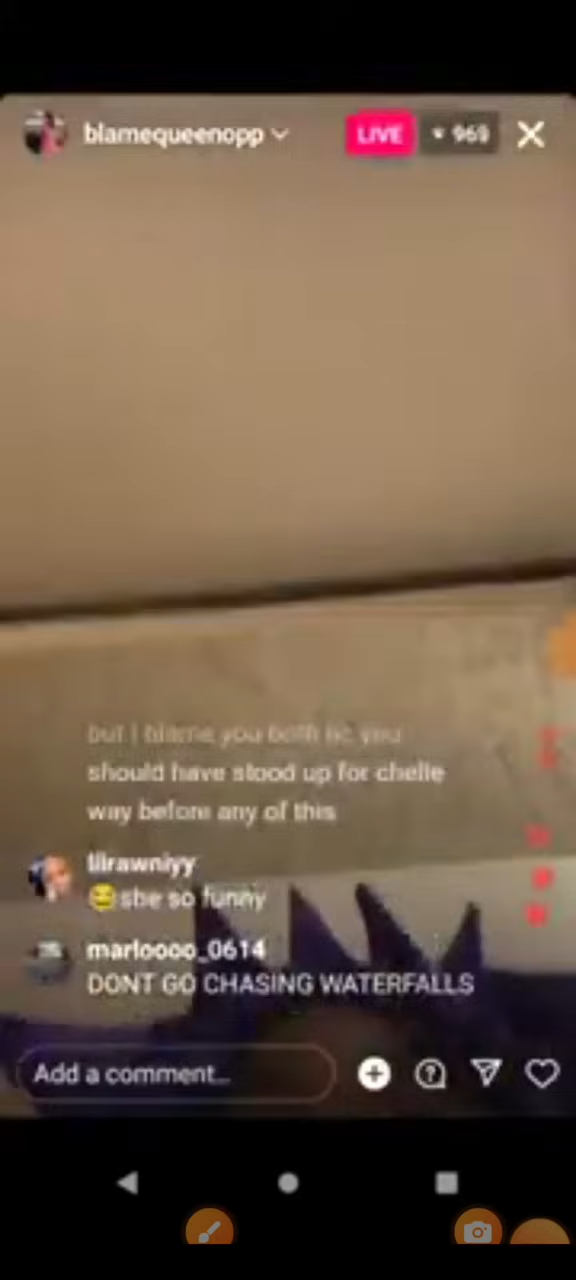 blamequeenopp
LIVE
969
but I blame you both bc you
should have stood up for chelle
way before any of this
lilrawniyy
😂she so funny
marloooo_0614
DONT GO CHASING WATERFALLS
Add a comment...